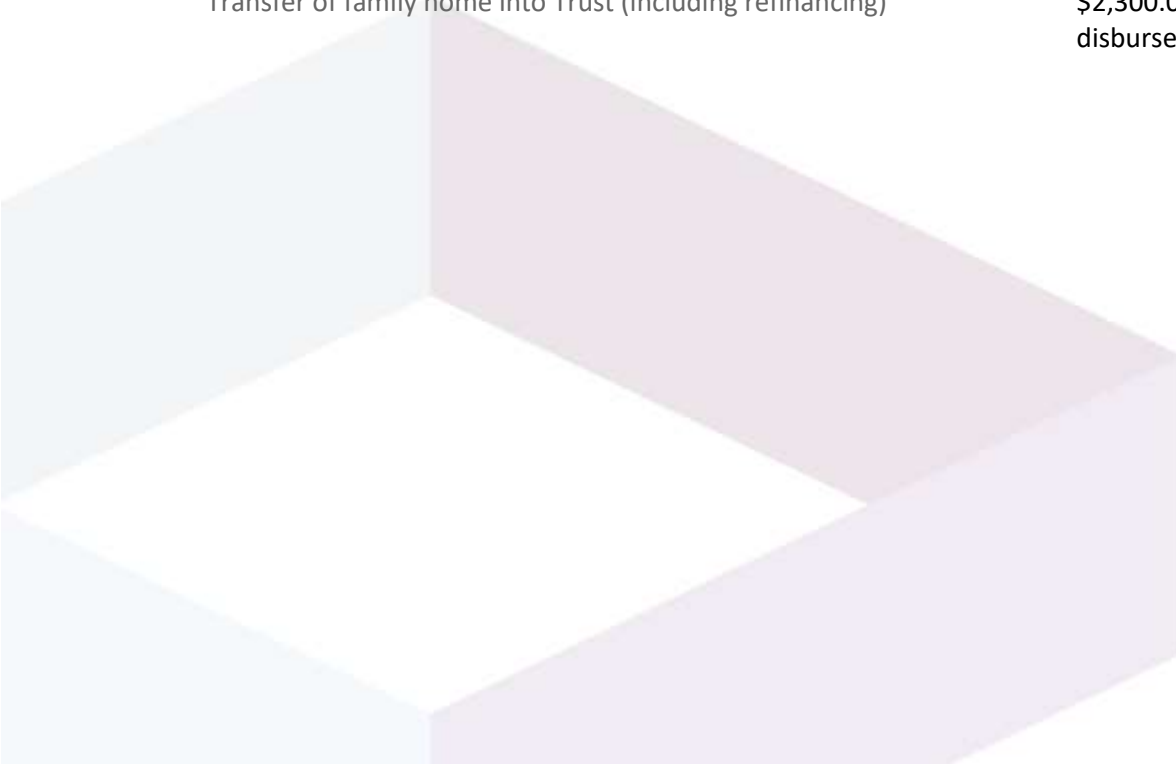 Transfer of family home into Trust (including refinancing)
$2,300.0
disburse